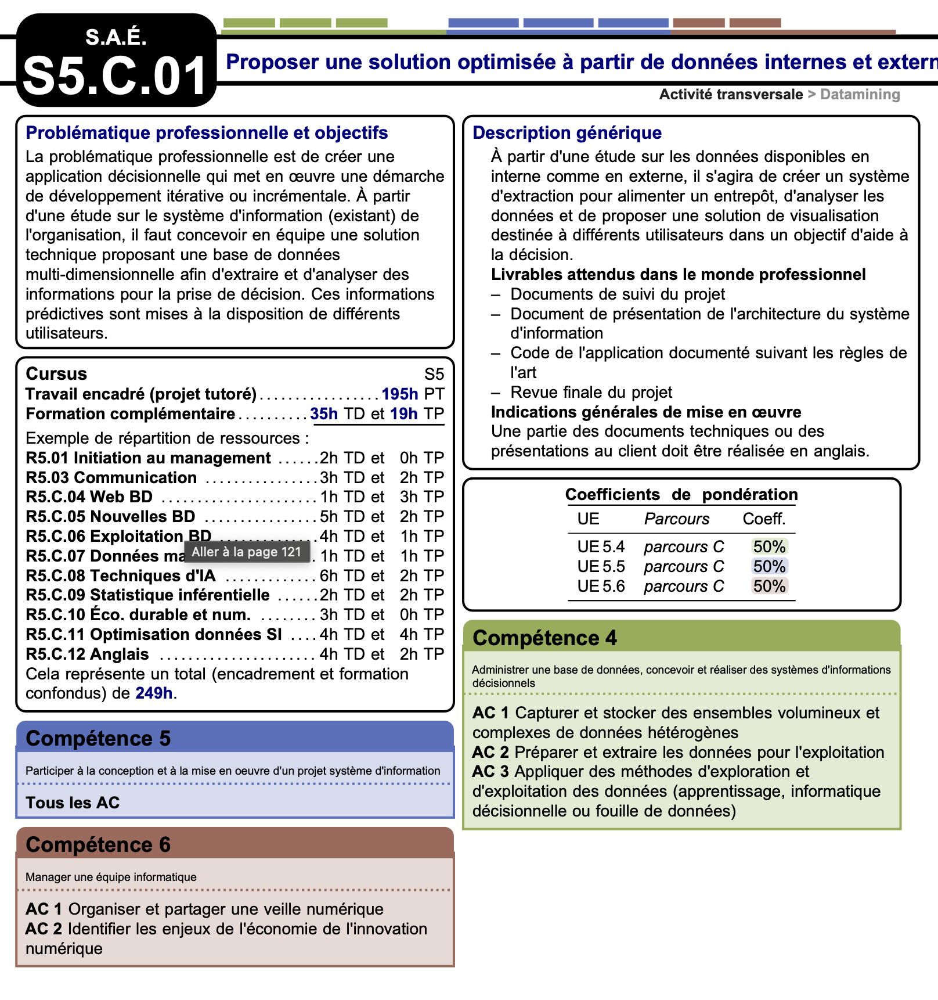 S.A.É.
S5.C.01
Proposer une solution optimisée à partir de données internes et extern
Activité transversale > Datamining
Problématique professionnelle et objectifs
La problématique professionnelle est de créer une
application décisionnelle qui met en œuvre une démarche
de développement itérative ou incrémentale. À partir
d'une étude sur le système d'information (existant) de
l'organisation, il faut concevoir en équipe une solution
technique proposant une base de données
multi-dimensionnelle afin d'extraire et d'analyser des
informations pour la prise de décision. Ces informations
prédictives sont mises à la disposition de différents
utilisateurs.
Cursus S5
Travail encadré (projet tutoré) ................. 195h PT
Formation complémentaire .......... 35h TD et 19h TP
Exemple de répartition de ressources :
R5.01 Initiation au management ...... 2h TD et 0h TP
R5.03 Communication ................ 3h TD et 2h TP
R5.C.04 Web BD ...................... 1h TD et 3h TP
R5.C.05 Nouvelles BD ................ 5h TD et 2h TP
R5.C.06 Exploitation BD .............. 4h TD et 1h TP
R5.C.07 Données ma . 1h TD et 1h TP
Aller à la page 121
R5.C.08 Techniques d'IA ............. 6h TD et 2h TP
R5.C.09 Statistique inférentielle ...... 2h TD et 2h TP
R5.C.10 Éco. durable et num. ........ 3h TD et 0h TP
R5.C.11 Optimisation données SI .... 4h TD et 4h TP
R5.C.12 Anglais ...................... 4h TD et 2h TP
Cela représente un total (encadrement et formation
confondus) de 249h.
Compétence 5
Participer à la conception et à la mise en oeuvre d'un projet système d'information
Tous les AC
Compétence 6
Manager une équipe informatique
AC 1 Organiser et partager une veille numérique
AC 2 Identifier les enjeux de l'économie de l'innovation
numérique
Description générique
À partir d'une étude sur les données disponibles en
interne comme en externe, il s'agira de créer un système
d'extraction pour alimenter un entrepôt, d'analyser les
données et de proposer une solution de visualisation
destinée à différents utilisateurs dans un objectif d'aide à
la décision.
Livrables attendus dans le monde professionnel
– Documents de suivi du projet
– Document de présentation de l'architecture du système
d'information
– Code de l'application documenté suivant les règles de
l'art
– Revue finale du projet
Indications générales de mise en œuvre
Une partie des documents techniques ou des
présentations au client doit être réalisée en anglais.
Coefficients de pondération
UE Parcours Coeff.
UE 5.4 parcours C 50%
UE 5.5 parcours C 50%
UE 5.6 parcours C 50%
Compétence 4
Administrer une base de données, concevoir et réaliser des systèmes d'informations
décisionnels
AC 1 Capturer et stocker des ensembles volumineux et
complexes de données hétérogènes
AC 2 Préparer et extraire les données pour l'exploitation
AC 3 Appliquer des méthodes d'exploration et
d'exploitation des données (apprentissage, informatique
décisionnelle ou fouille de données)